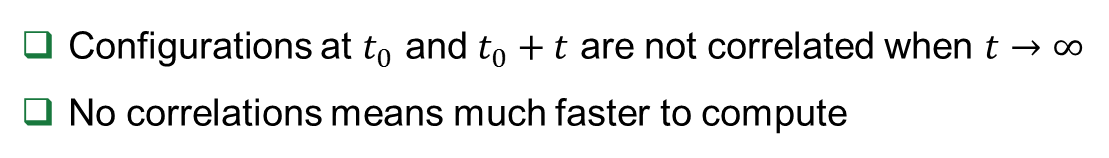 ❑ Configurations at t₀ and t₀ + t are not correlated when t → ∞
❑ No correlations means much faster to compute